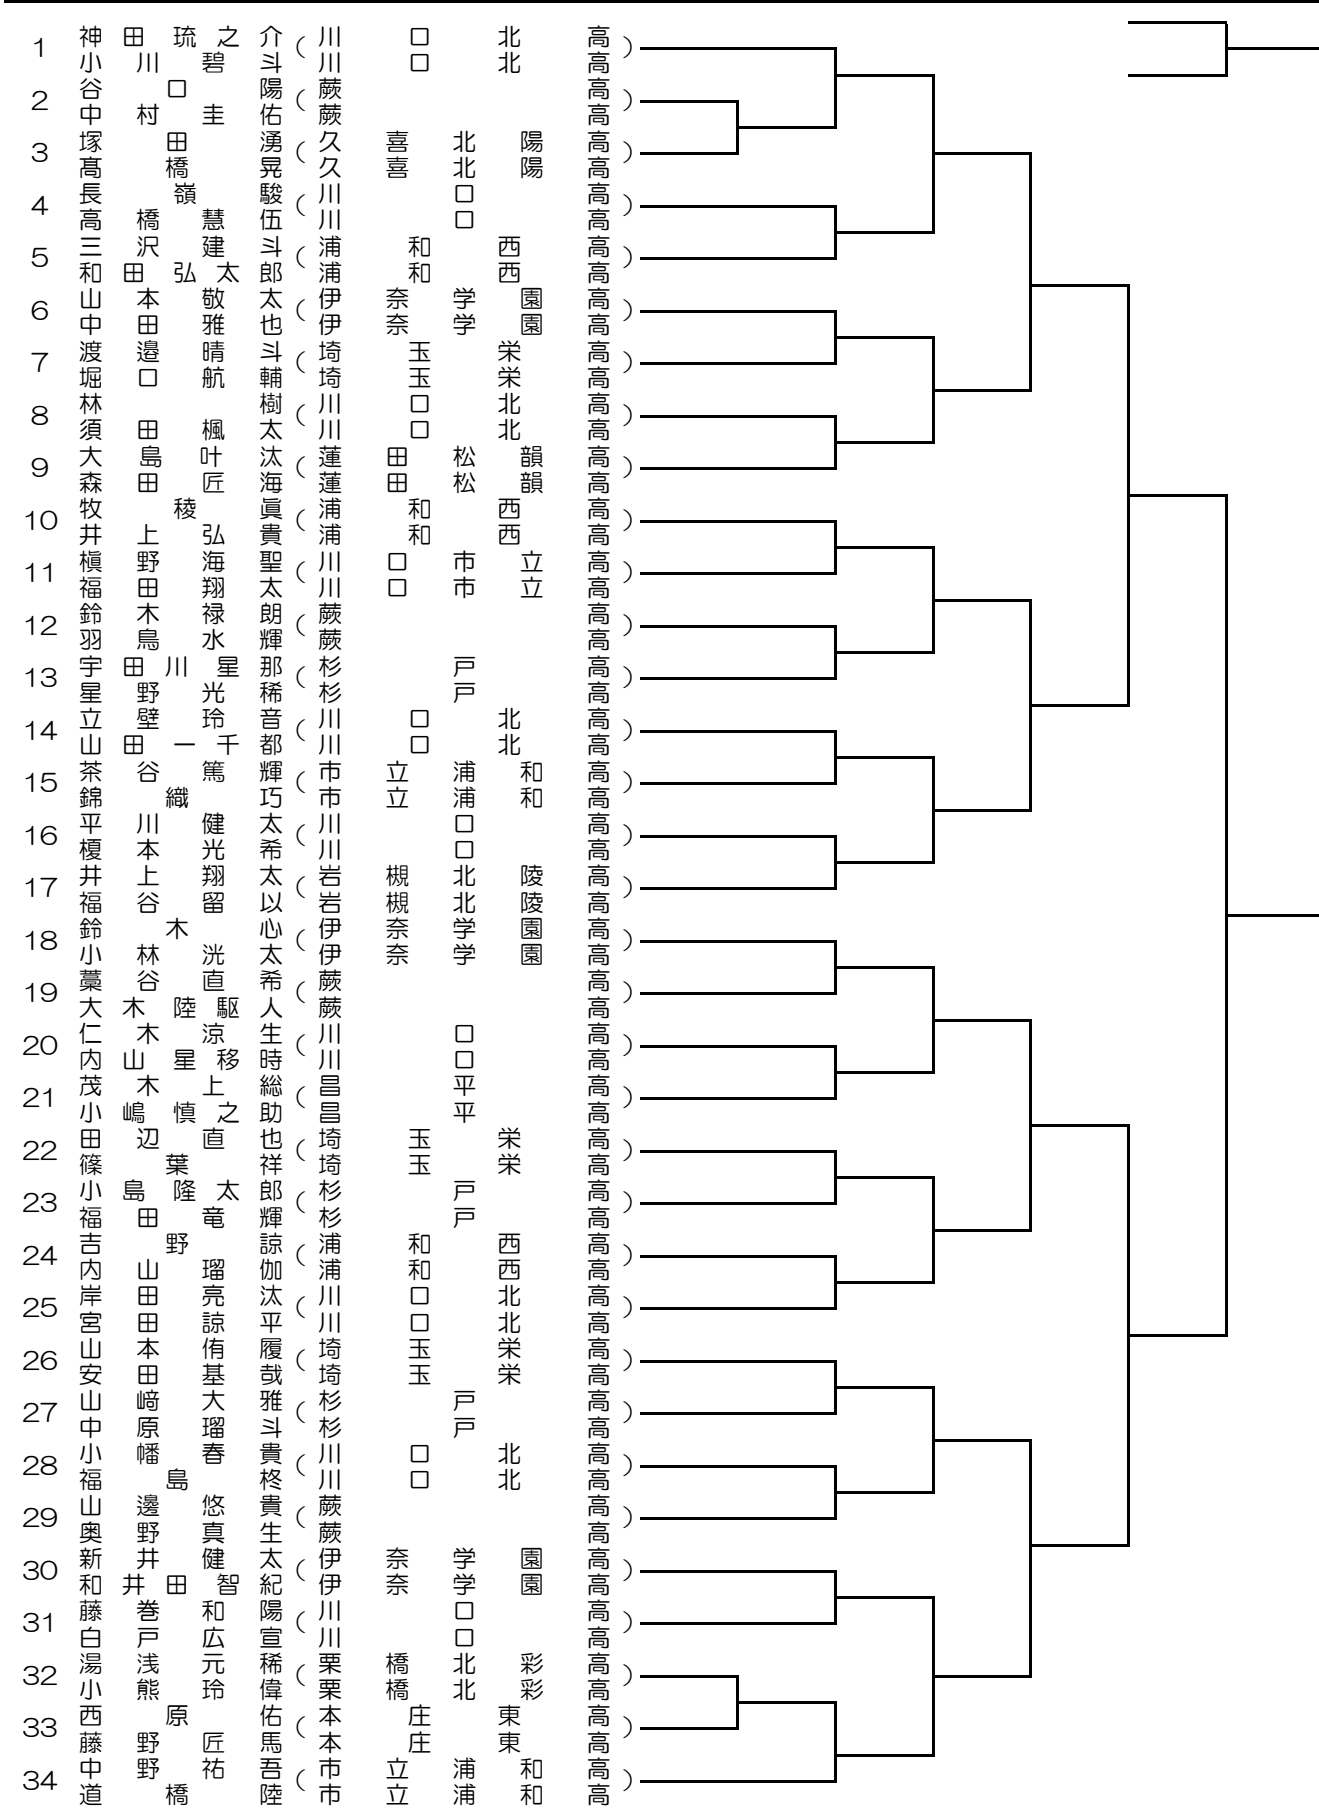 1 神田琉之介（川口北高）
小川碧斗（川口北高）
2 谷口陽（蕨高）
中村圭佑（蕨高）
3 塚田湧（久喜北陽高）
髙橋晃（久喜北陽高）
4 長嶺駿（川口高）
高橋慧伍（川口高）
5 三沢建斗（浦和西高）
和田弘太郎（浦和西高）
6 山本敬太（伊奈学園高）
中田雅也（伊奈学園高）
7 渡邉晴斗（埼玉栄高）
堀口航輔（埼玉栄高）
8 林樹（川口北高）
須田楓太（川口北高）
9 大島叶汰（蓮田松韻高）
森田匠海（蓮田松韻高）
10 牧稜眞（浦和西高）
井上弘貴（浦和西高）
11 槇野海聖（川口市立高）
福田翔太（川口市立高）
12 鈴木禄朗（蕨高）
羽鳥水輝（蕨高）
13 宇田川星那（杉戸高）
星野光稀（杉戸高）
14 立壁玲音（川口北高）
山田一千都（川口北高）
15 茶谷篤輝（市立浦和高）
錦織巧（市立浦和高）
16 平川健太（川口高）
榎本光希（川口高）
17 井上翔太（岩槻北陵高）
福谷留以（岩槻北陵高）
18 鈴木心（伊奈学園高）
小林洸太（伊奈学園高）
19 藁谷直希（蕨高）
大木陸駆人（蕨高）
20 仁木涼生（川口高）
内山星移時（川口高）
21 茂木上総（昌平高）
小嶋慎之助（昌平高）
22 田辺直也（埼玉栄高）
篠葉祥（埼玉栄高）
23 小島隆太郎（杉戸高）
福田竜輝（杉戸高）
24 吉野諒（浦和西高）
内山瑠伽（浦和西高）
25 岸田亮汰（川口北高）
宮田諒平（川口北高）
26 山本侑履（埼玉栄高）
安田基哉（埼玉栄高）
27 山﨑大雅（杉戸高）
中原瑠斗（杉戸高）
28 小幡春貴（川口北高）
福島柊（川口北高）
29 山邊悠貴（蕨高）
奥野真生（蕨高）
30 新井健太（伊奈学園高）
和井田智紀（伊奈学園高）
31 藤巻和陽（川口高）
白戸広宣（川口高）
32 湯浅元稀（栗橋北彩高）
小熊玲偉（栗橋北彩高）
33 西原佑（本庄東高）
藤野匠馬（本庄東高）
34 中野祐吾（市立浦和高）
道橋陸（市立浦和高）